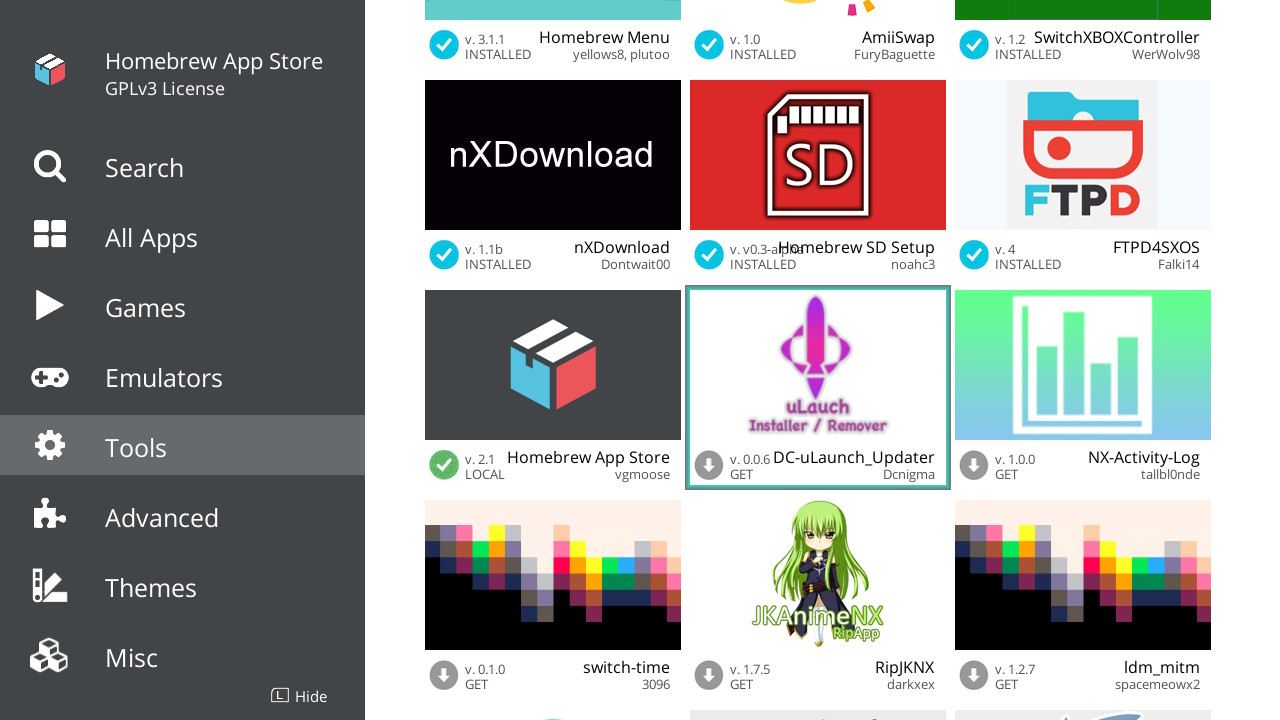 Homebrew App Store
GPLv3 License
Search
All Apps
Games
Emulators
Tools
Advanced
Themes
Misc
L Hide
v. 3.1.1 Homebrew Menu
INSTALLED yellows8, plutoo
v. 1.0 AmiiSwap
INSTALLED FuryBaguette
v. 1.2 SwitchXBOXController
INSTALLED WerWolv98
nXDownload
v. 1.1b nXDownload
INSTALLED Dontwait00
SD
v. v0.3-alpha Homebrew SD Setup
INSTALLED noahc3
FTPD
v. 4 FTPD4SXOS
INSTALLED Falki14
v. 2.1 Homebrew App Store
LOCAL vgmoose
uLauch
Installer / Remover
v. 0.0.6 DC-uLaunch_Updater
GET Dcnigma
v. 1.0.0 NX-Activity-Log
GET tallbl0nde
v. 0.1.0 switch-time
GET 3096
JKAnimeNX
RipApp
v. 1.7.5 RipJKNX
GET darkxex
v. 1.2.7 ldm_mitm
GET spacemeowx2